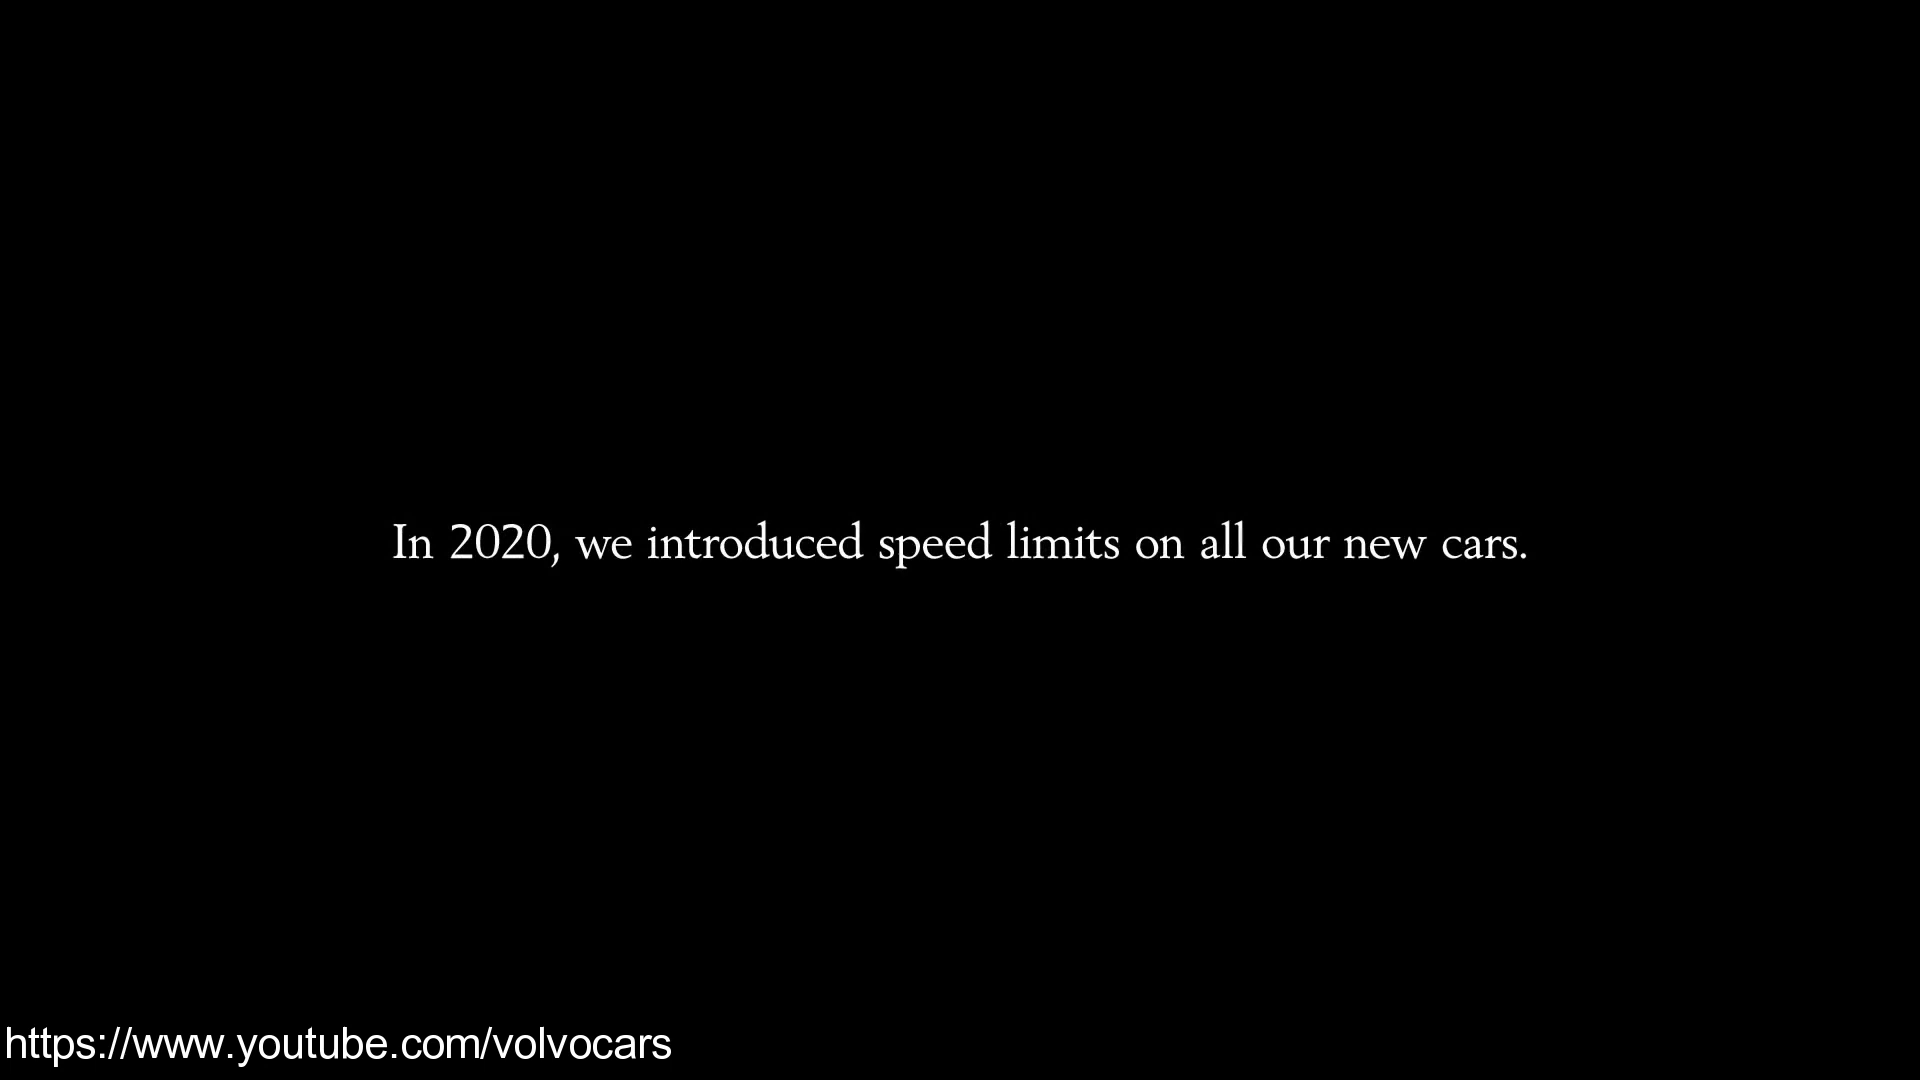 In 2020, we introduced speed limits on all our new cars.
https://www.youtube.com/volvocars